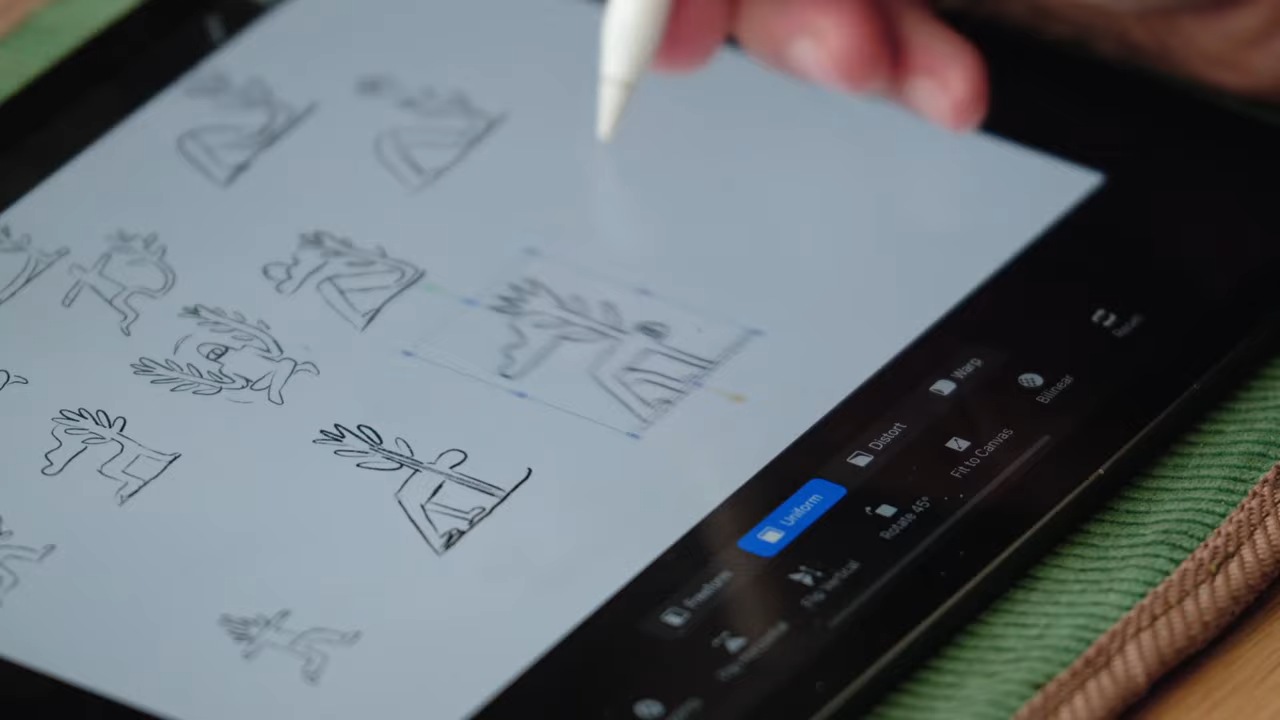 Freeform
Uniform
Distort
Warp
Flip Vertical
Rotate 45°
Fit to Canvas
Bilinear